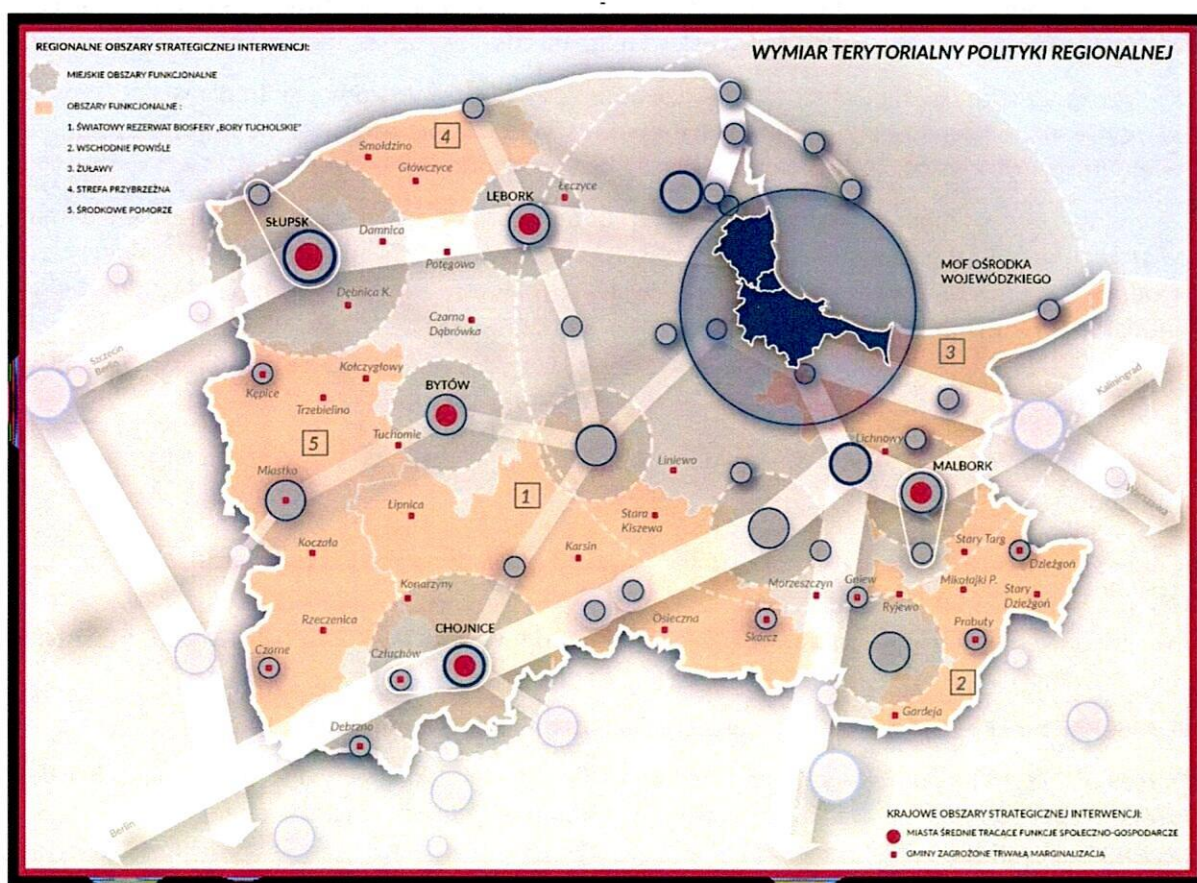 REGIONALNE OBSZARY STRATEGICZNEJ INTERWENCJI:
MIEJSKIE OBSZARY FUNKCJONALNE
OBSZARY FUNKCJONALNE :
1. ŚWIATOWY REZERWAT BIOSFERY „BORY TUCHOLSKIE"
2. WSCHODNIE POWIŚLE
3. ŻUŁAWY
4. STREFA PRZYBRZEŻNA
5. ŚRODKOWE POMORZE
WYMIAR TERYTORIALNY POLITYKI REGIONALNEJ
4
Smołdzino
Główczyce
LĘBORK
Łęczyce
SŁUPSK
Damnica
Potęgowo
MOF OŚRODKA
WOJEWÓDZKIEGO
Dębnica K.
Czarna
Dąbrówka
3
Szczecin
Berlin
Kaliningrad
Kępice
Kołczygłowy
Trzebielino
BYTÓW
5
Tuchomie
Lichnowy
Miastko
1
Liniewo
MALBORK
Warszawa
Lipnica
Stara
Kiszewa
Koczała
Karsin
Stary Targ
Dzierzgoń
Konarzyny
Morzeszczyn
Gniew
Ryjewo
Mikołajki P.
Stary
Dzierzgoń
Rzeczenica
CHOJNICE
Osieczna
Skórcz
Prabuty
Czarne
Człuchów
2
Debrzno
Gardeja
Berlin
KRAJOWE OBSZARY STRATEGICZNEJ INTERWENCJI:
MIASTA ŚREDNIE TRACĄCE FUNKCJE SPOŁECZNO-GOSPODARCZE
GMINY ZAGROŻONE TRWAŁĄ MARGINALIZACJĄ